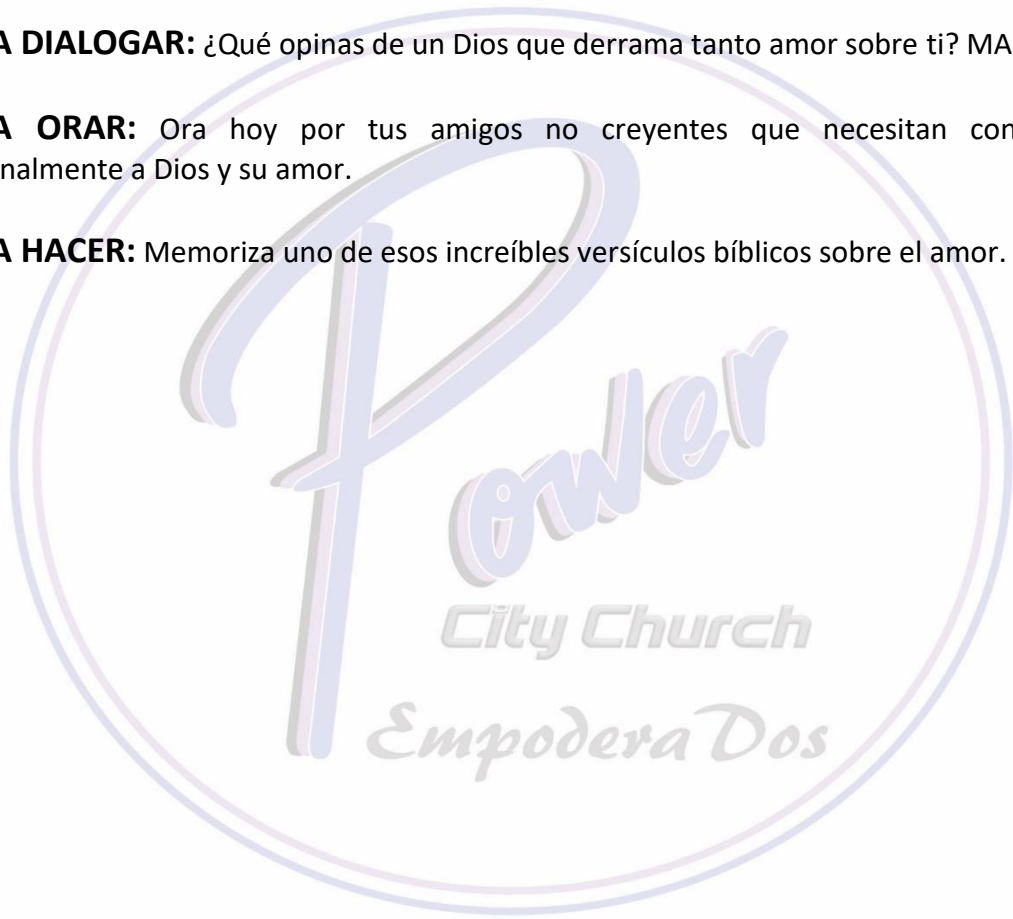 A DIALOGAR: ¿Qué opinas de un Dios que derrama tanto amor sobre ti? MA
A ORAR: Ora hoy por tus amigos no creyentes que necesitan con
nalmente a Dios y su amor.
A HACER: Memoriza uno de esos increíbles versículos bíblicos sobre el amor.
Power
City Church
EmpoderaDos